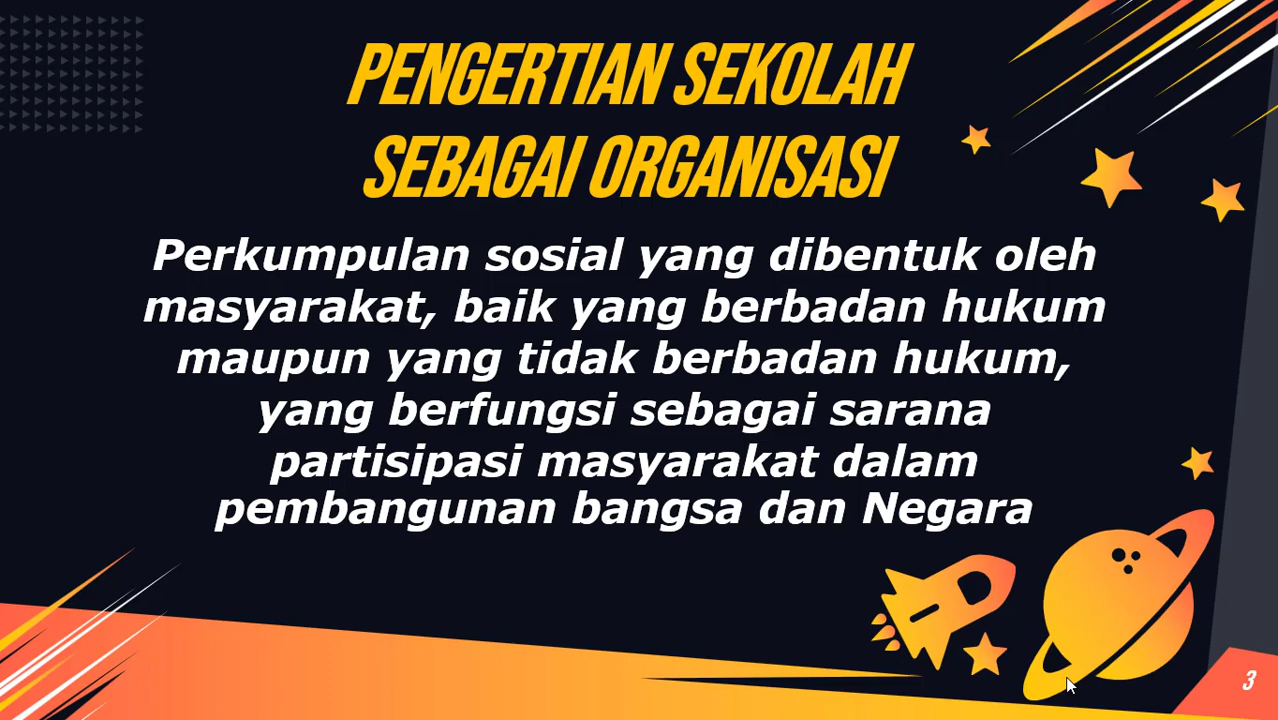 PENGERTIAN SEKOLAH
SEBAGAI ORGANISASI
Perkumpulan sosial yang dibentuk oleh
masyarakat, baik yang berbadan hukum
maupun yang tidak berbadan hukum,
yang berfungsi sebagai sarana
partisipasi masyarakat dalam
pembangunan bangsa dan Negara
3